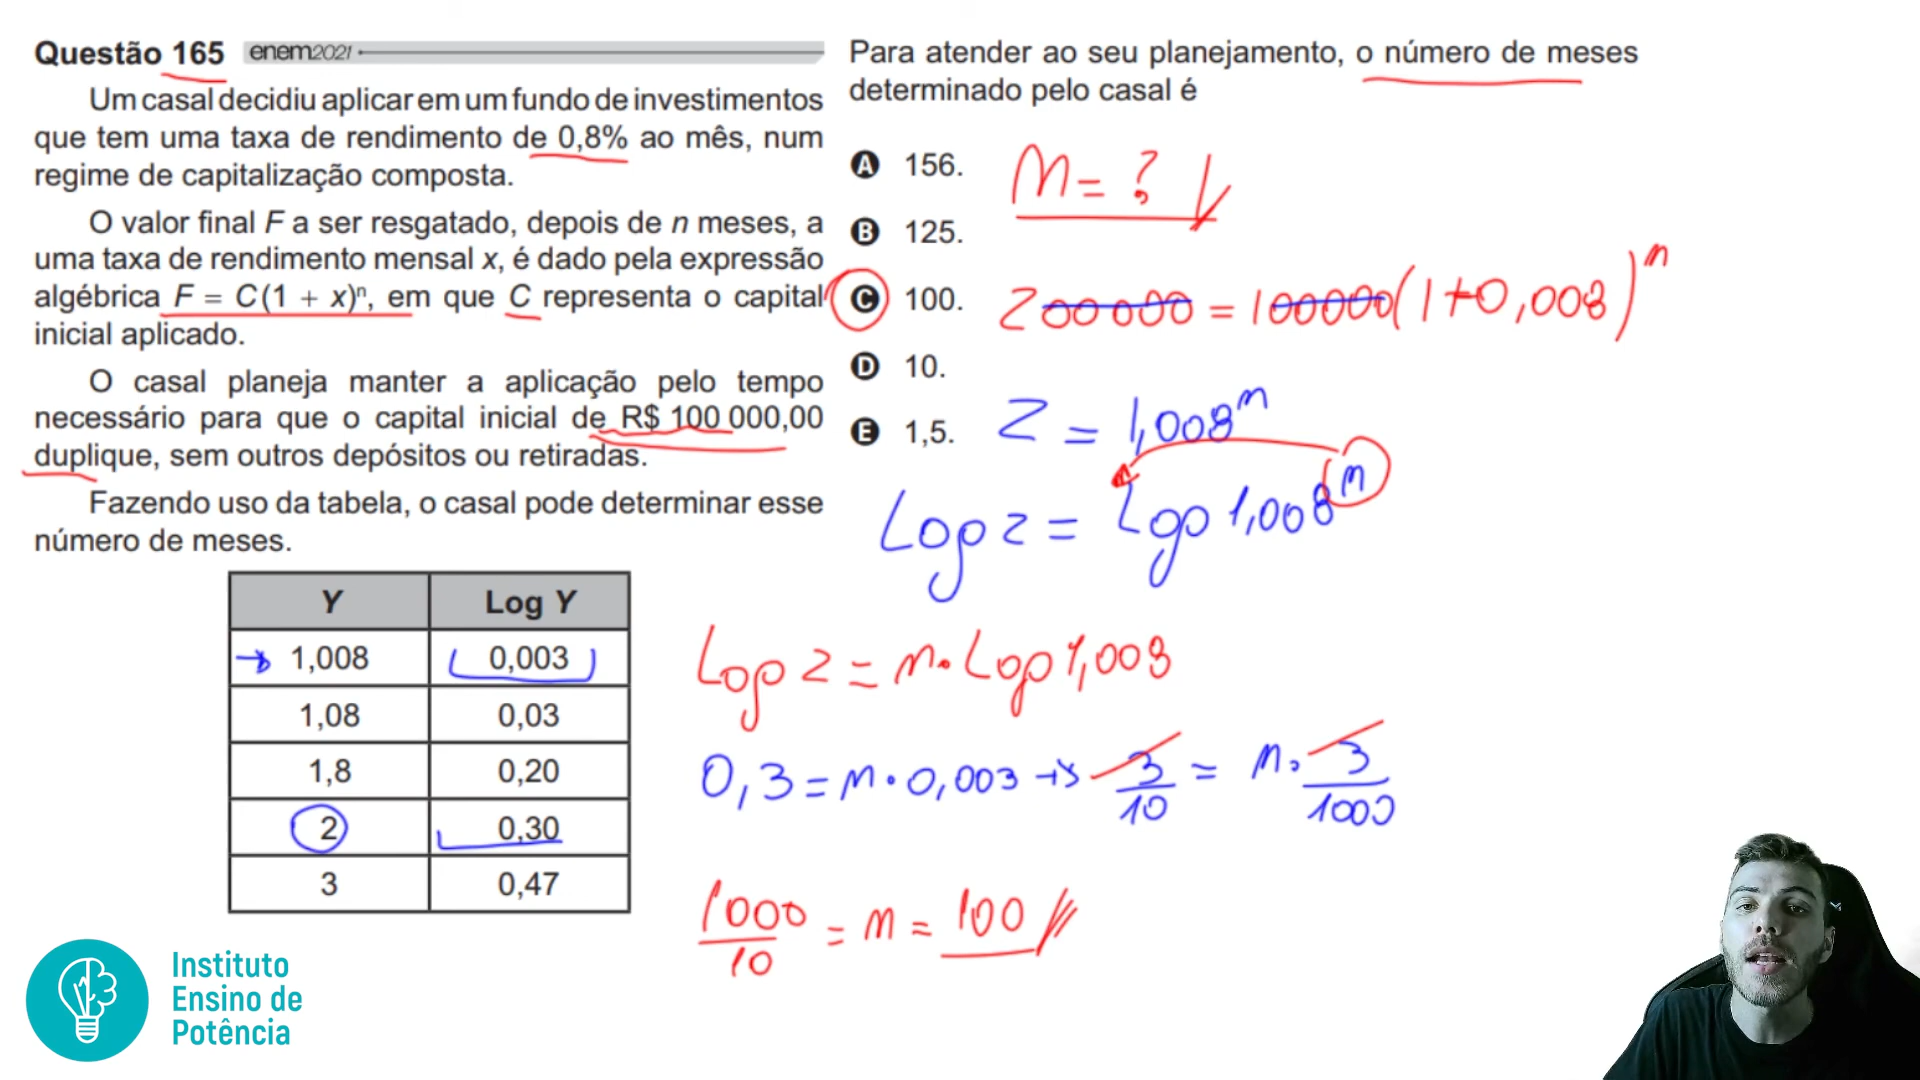 Questão 165 enem2021
Um casal decidiu aplicar em um fundo de investimentos
que tem uma taxa de rendimento de 0,8% ao mês, num
regime de capitalização composta.
O valor final F a ser resgatado, depois de n meses, a
uma taxa de rendimento mensal x, é dado pela expressão
algébrica F = C(1 + x)ⁿ, em que C representa o capital
inicial aplicado.
O casal planeja manter a aplicação pelo tempo
necessário para que o capital inicial de R$ 100 000,00
duplique, sem outros depósitos ou retiradas.
Fazendo uso da tabela, o casal pode determinar esse
número de meses.
Y Log Y
1,008 0,003
1,08 0,03
1,8 0,20
2 0,30
3 0,47
Instituto
Ensino de
Potência
Para atender ao seu planejamento, o número de meses
determinado pelo casal é
A 156.
B 125.
C 100.
D 10.
E 1,5.
n = ?
200000 = 100000(1+0,008)ⁿ
2 = 1,008ⁿ
Log 2 = Log 1,008ⁿ
Log 2 = n . Log 1,008
0,3 = n . 0,003 → 3/10 = n . 3/1000
1000/10 = n = 100